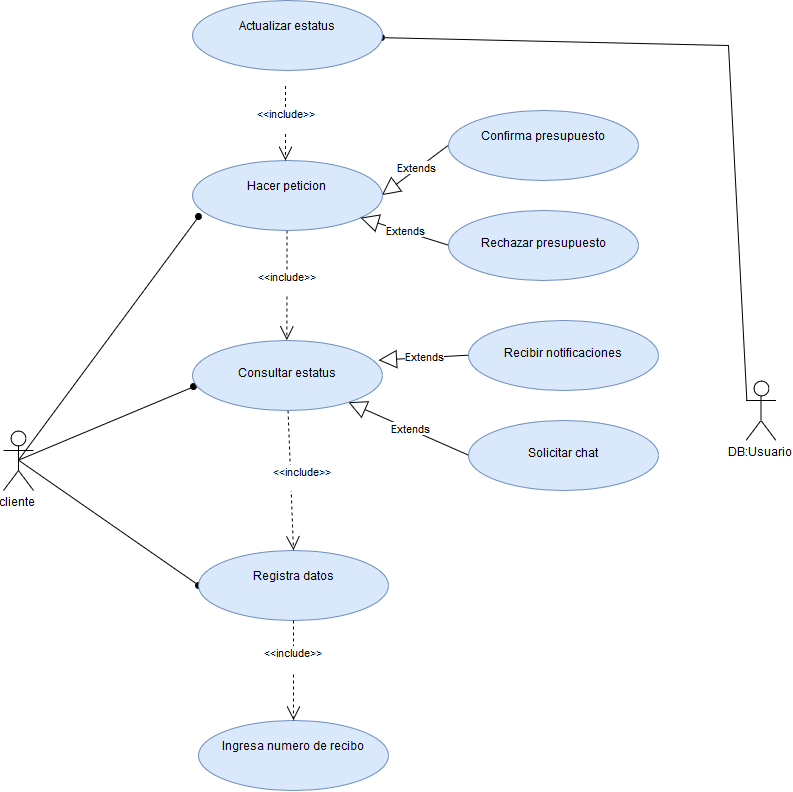 Actualizar estatus
<<include>>
Confirma presupuesto
Extends
Hacer peticion
Extends
Rechazar presupuesto
<<include>>
Recibir notificaciones
Extends
Consultar estatus
Extends
Solicitar chat
DB:Usuario
<<include>>
cliente
Registra datos
<<include>>
Ingresa numero de recibo